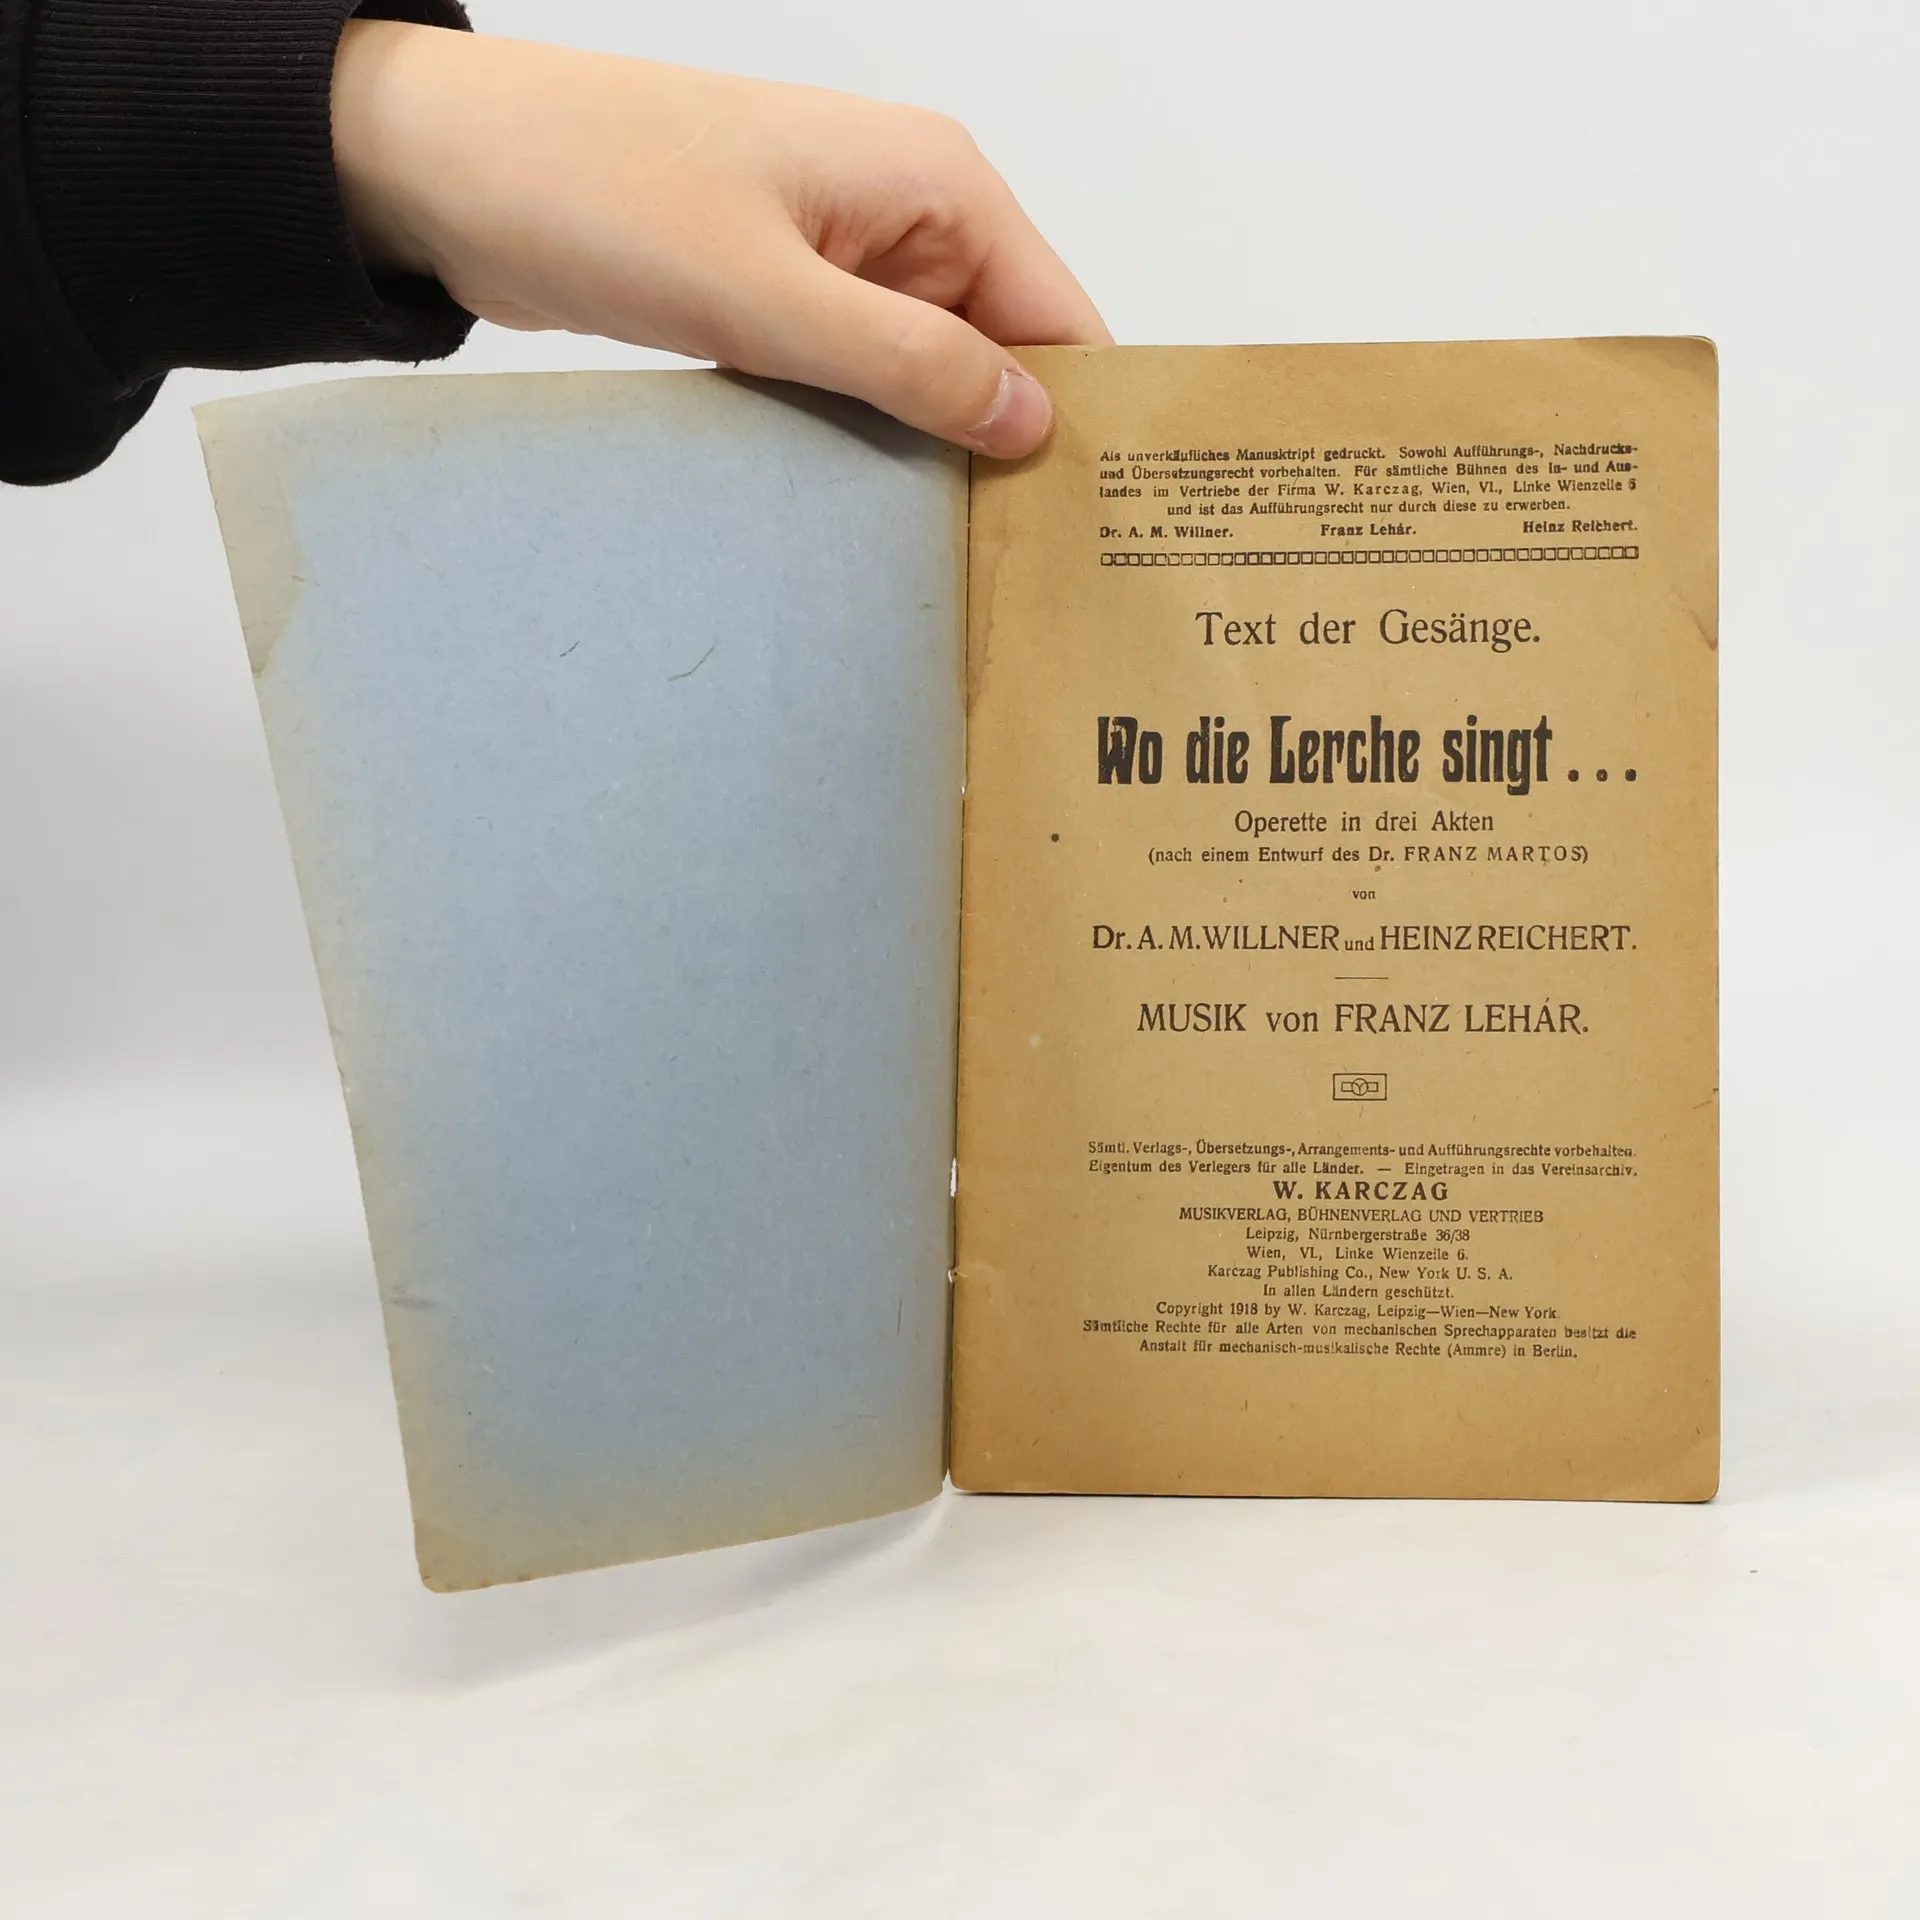 Als unverkäufliches Manusktript gedruckt. Sowohl Aufführungs-, Nachdrucks-
und Übersetzungsrecht vorbehalten. Für sämtliche Bühnen des In- und Aus-
landes im Vertriebe der Firma W. Karczag, Wien, VI., Linke Wienzeile 6
und ist das Aufführungsrecht nur durch diese zu erwerben.
Dr. A. M. Willner. Franz Lehár. Heinz Reichert.
Text der Gesänge.
Wo die Lerche singt . . .
Operette in drei Akten
(nach einem Entwurf des Dr. FRANZ MARTOS)
von
Dr. A. M. WILLNER und HEINZ REICHERT.
MUSIK von FRANZ LEHÁR.
Sämtl. Verlags-, Übersetzungs-, Arrangements- und Aufführungsrechte vorbehalten.
Eigentum des Verlegers für alle Länder. — Eingetragen in das Vereinsarchiv.
W. KARCZAG
MUSIKVERLAG, BÜHNENVERLAG UND VERTRIEB
Leipzig, Nürnbergerstraße 36/38
Wien, VI., Linke Wienzeile 6.
Karczag Publishing Co., New York U. S. A.
In allen Ländern geschützt.
Copyright 1918 by W. Karczag, Leipzig—Wien—New York.
Sämtliche Rechte für alle Arten von mechanischen Sprechapparaten besitzt die
Anstalt für mechanisch-musikalische Rechte (Ammre) in Berlin.